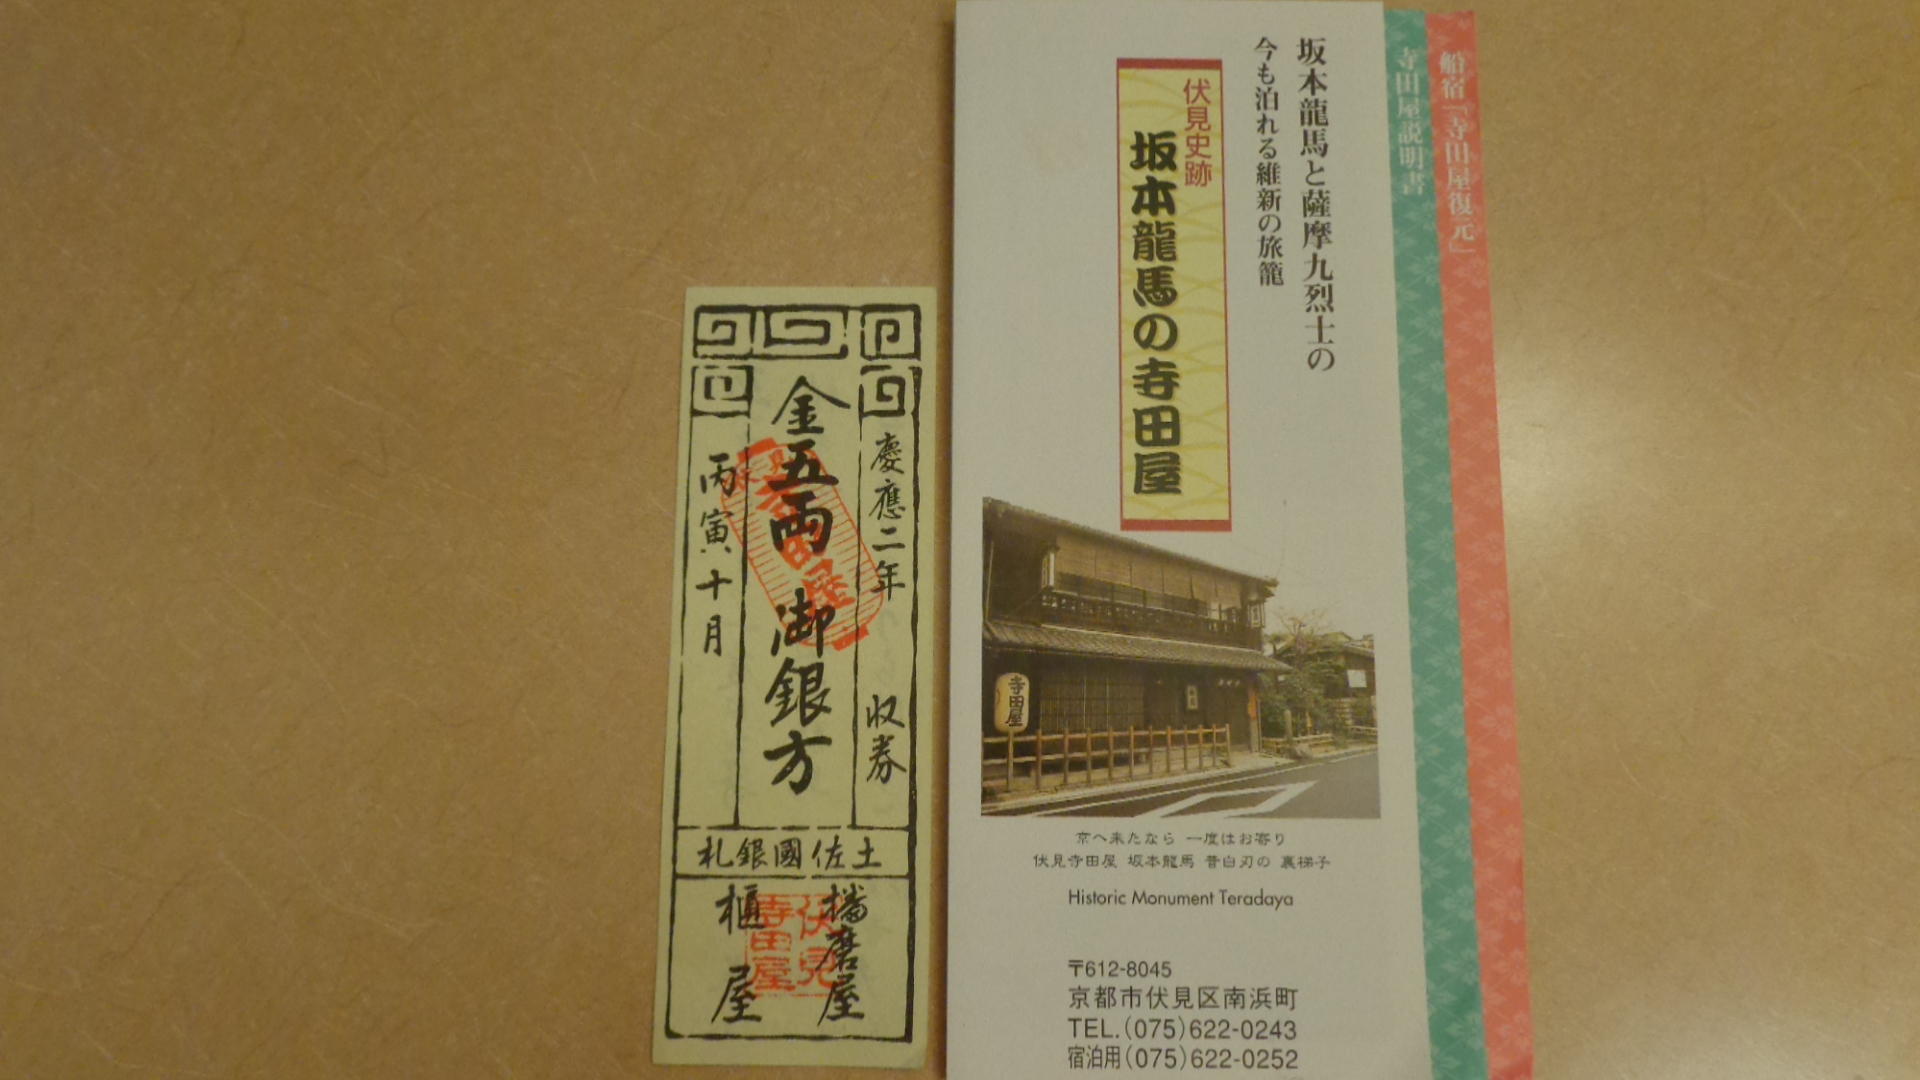 船宿「寺田屋復元」
寺田屋説明書
坂本龍馬と薩摩九烈士の
今も泊れる維新の旅籠
伏見史跡
坂本龍馬の寺田屋
寺田屋
京へ来たなら 一度はお寄り
伏見寺田屋 坂本龍馬 昔白刃の 裏梯子
Historic Monument Teradaya
〒612-8045
京都市伏見区南浜町
TEL.(075)622-0243
宿泊用(075)622-0252
慶應二年 収券
金五両 御銀方
丙寅十月
土佐國銀札
播磨屋
櫃屋
伏見
寺田屋